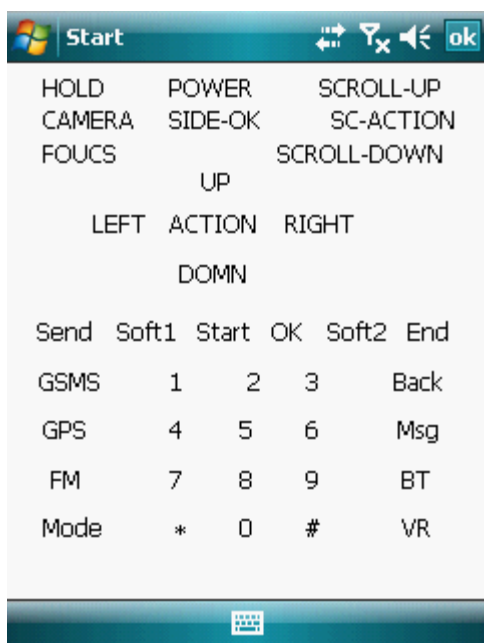 Start ok
HOLD POWER SCROLL-UP
CAMERA SIDE-OK SC-ACTION
FOUCS SCROLL-DOWN
UP
LEFT ACTION RIGHT
DOMN
Send Soft1 Start OK Soft2 End
GSMS 1 2 3 Back
GPS 4 5 6 Msg
FM 7 8 9 BT
Mode * 0 # VR